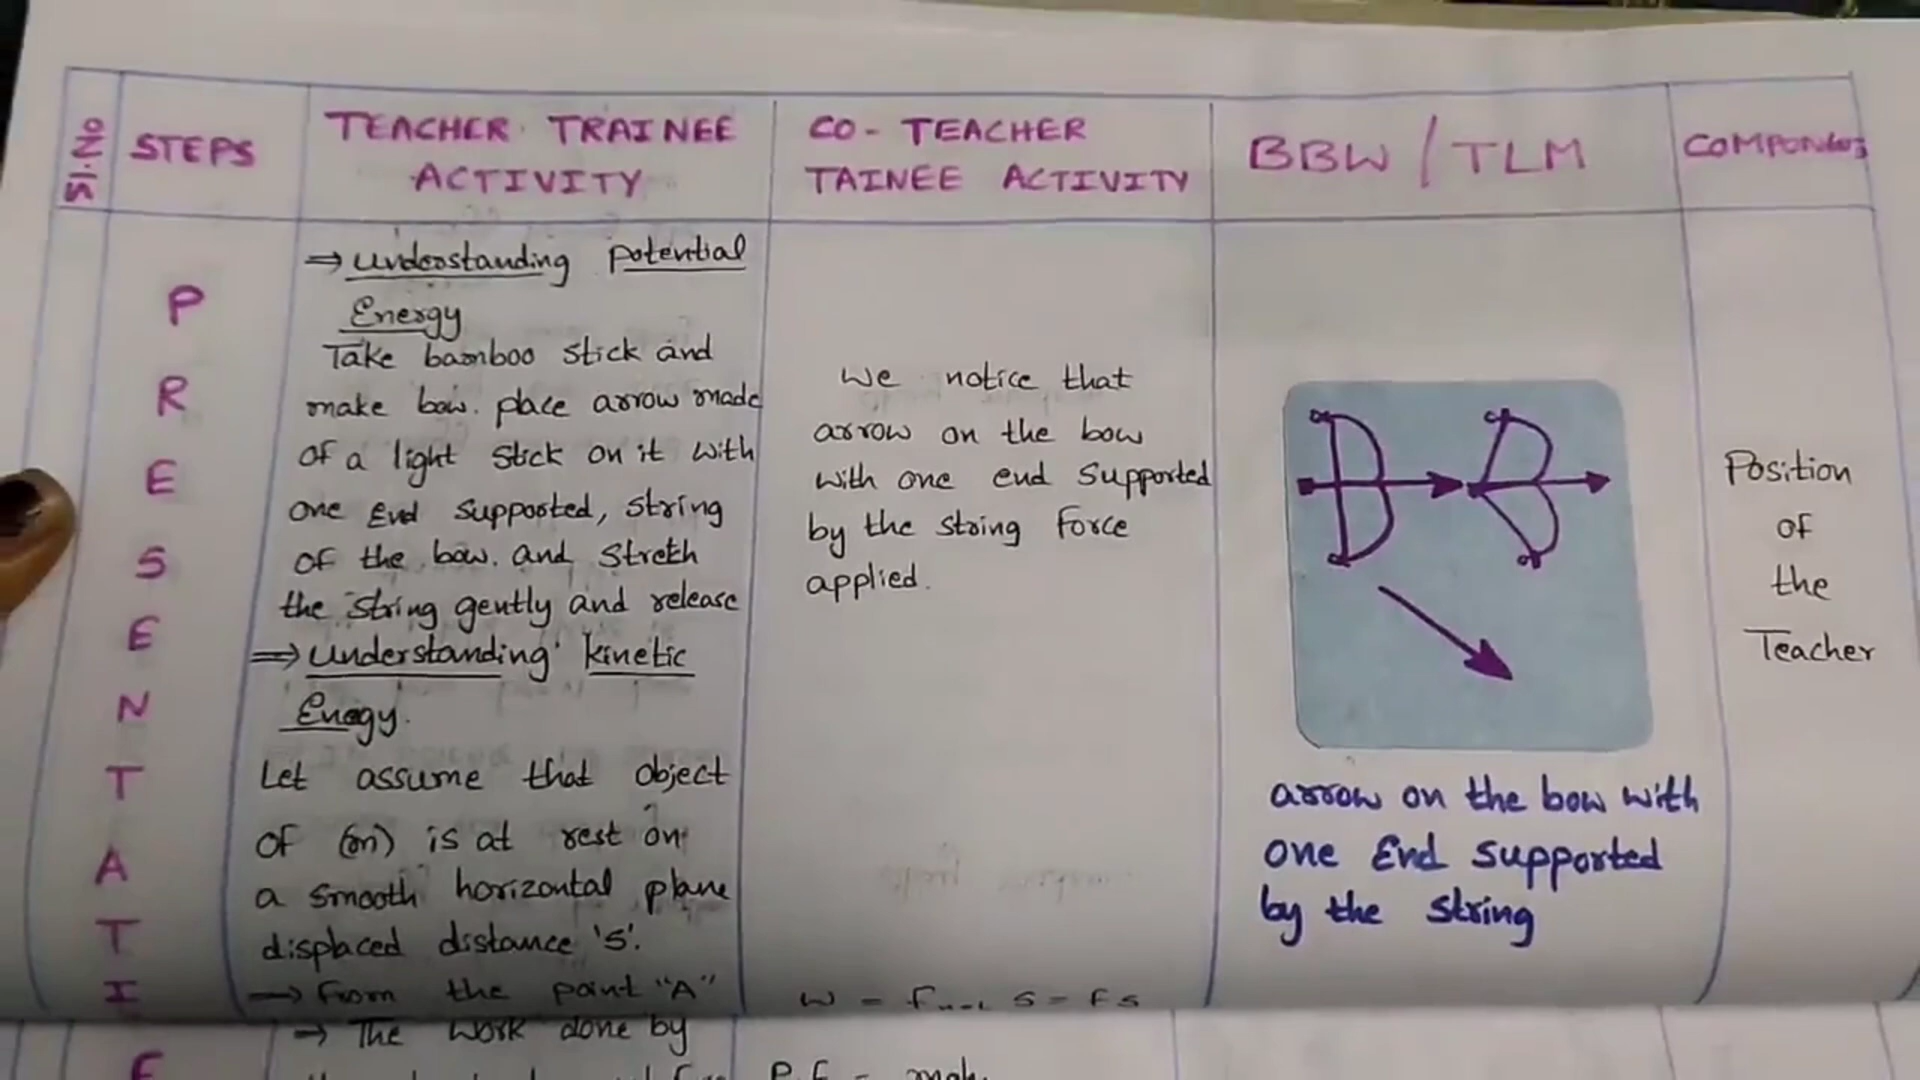 Sl.No
STEPS
TEACHER TRAINEE
ACTIVITY
CO-TEACHER
TAINEE ACTIVITY
BBW / TLM
P
R
E
S
E
N
T
A
T
I
⇒ Understanding Potential
Energy
Take bamboo stick and
make bow. place arrow made
of a light stick on it with
one End supported, string
of the bow. and stretch
the string gently and release
⇒ Understanding kinetic
Enegy.
Let assume that object
of (m) is at rest on
a smooth horizontal plane
displaced distance 's'.
→ from the point "A"
→ The work done by
We notice that
arrow on the bow
with one end supported
by the string force
applied.
S = FS
P.E = mgh
arrow on the bow with
one End supported
by the string
Position
of
the
Teacher